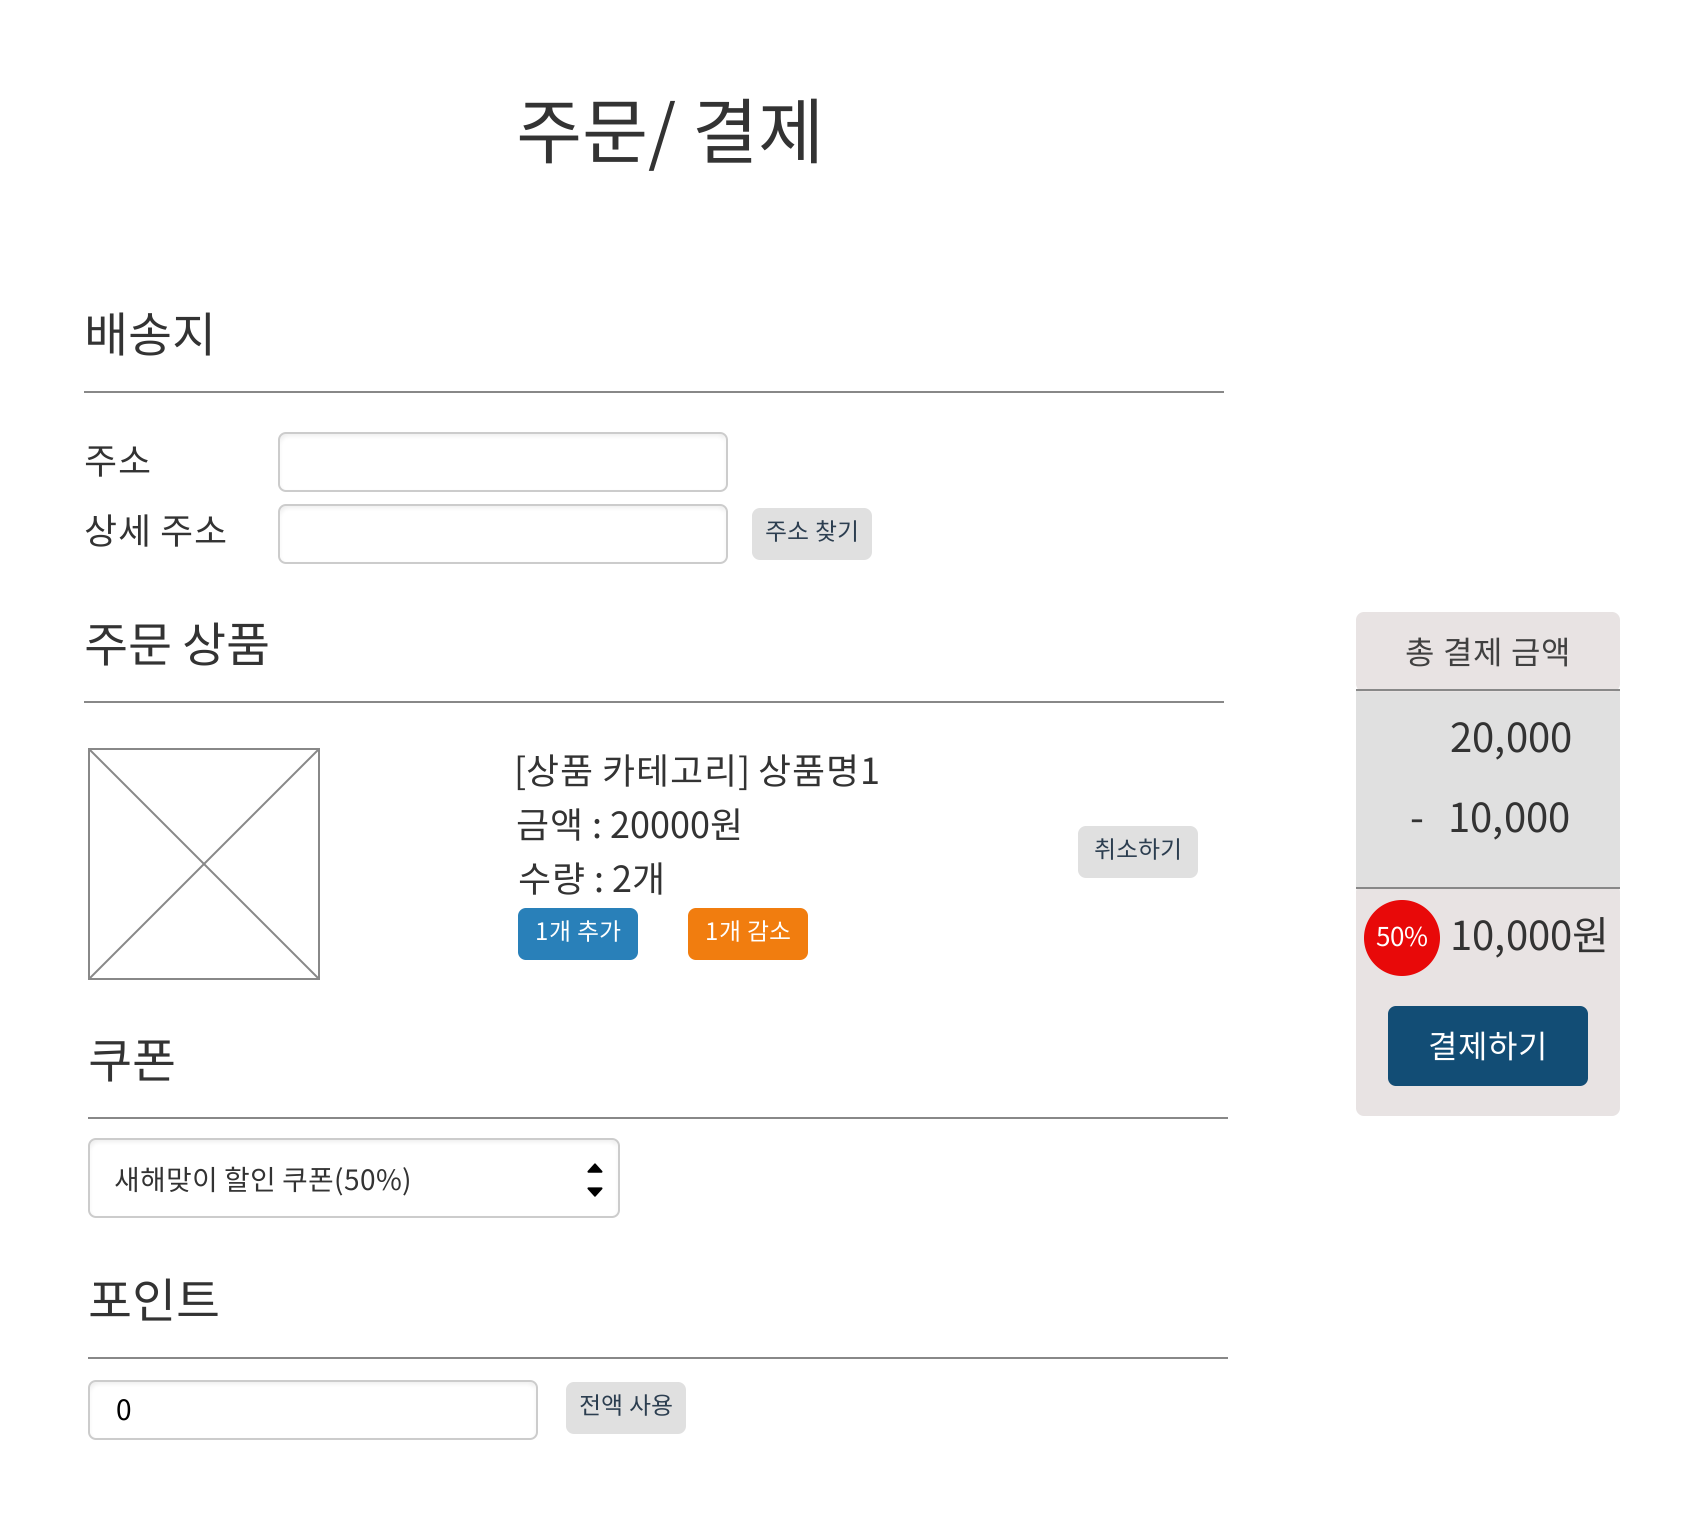 주문/ 결제
배송지
주소
상세 주소
주소 찾기
주문 상품
[상품 카테고리] 상품명1
금액 : 20000원
수량 : 2개
1개 추가
1개 감소
취소하기
쿠폰
새해맞이 할인 쿠폰(50%)
포인트
0
전액 사용
총 결제 금액
20,000
- 10,000
50% 10,000원
결제하기